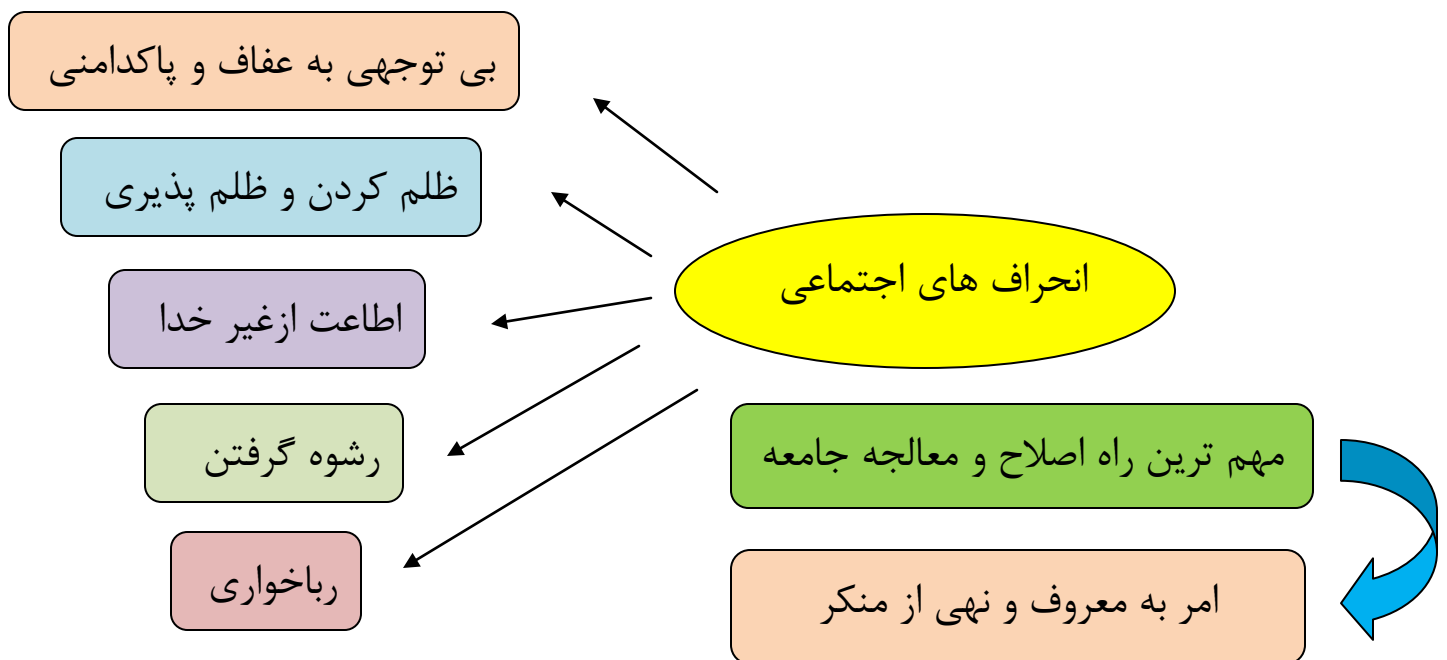 بی توجهی به عفاف و پاکدامنی
ظلم کردن و ظلم پذیری
انحراف های اجتماعی
اطاعت ازغیر خدا
رشوه گرفتن
مهم ترین راه اصلاح و معالجه جامعه
رباخواری
امر به معروف و نهی از منکر